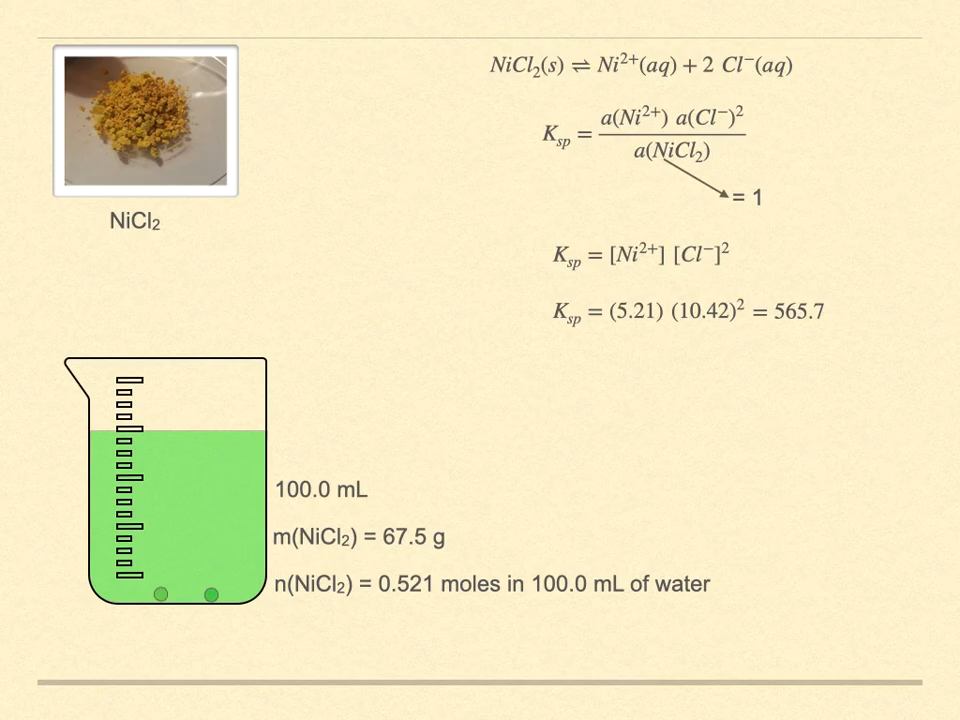 NiCl₂(s) ⇌ Ni²⁺(aq) + 2 Cl⁻(aq)
Kₛₚ = a(Ni²⁺) a(Cl⁻)² / a(NiCl₂)
= 1
NiCl₂
Kₛₚ = [Ni²⁺] [Cl⁻]²
Kₛₚ = (5.21) (10.42)² = 565.7
100.0 mL
m(NiCl₂) = 67.5 g
n(NiCl₂) = 0.521 moles in 100.0 mL of water